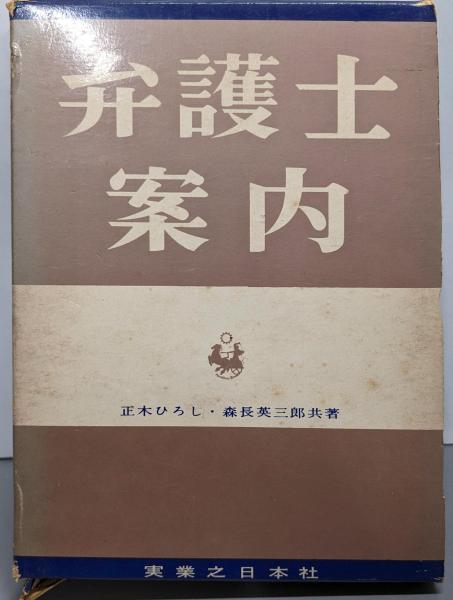 弁護士
案内
正木ひろし・森長英三郎共著
実業之日本社